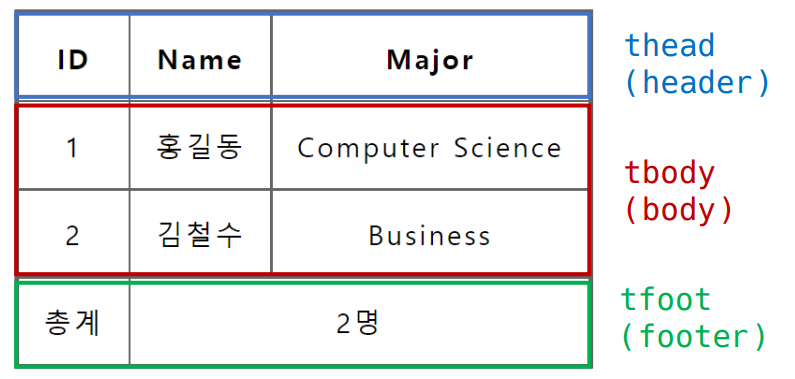 ID Name Major
thead
(header)
1 홍길동 Computer Science
tbody
(body)
2 김철수 Business
tfoot
(footer)
총계 2명